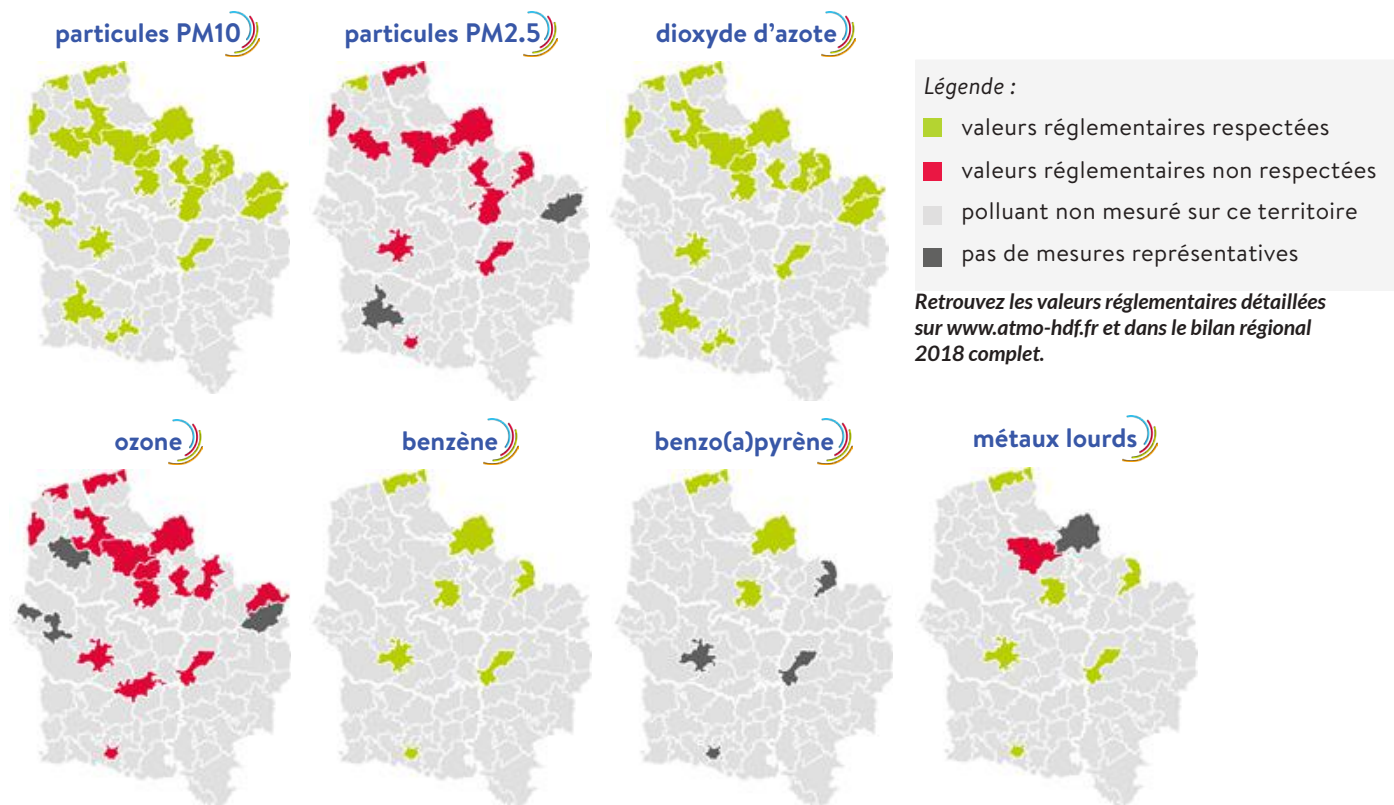 particules PM10
particules PM2.5
dioxyde d'azote
Légende :
valeurs réglementaires respectées
valeurs réglementaires non respectées
polluant non mesuré sur ce territoire
pas de mesures représentatives
Retrouvez les valeurs réglementaires détaillées
sur www.atmo-hdf.fr et dans le bilan régional
2018 complet.
ozone
benzène
benzo(a)pyrène
métaux lourds